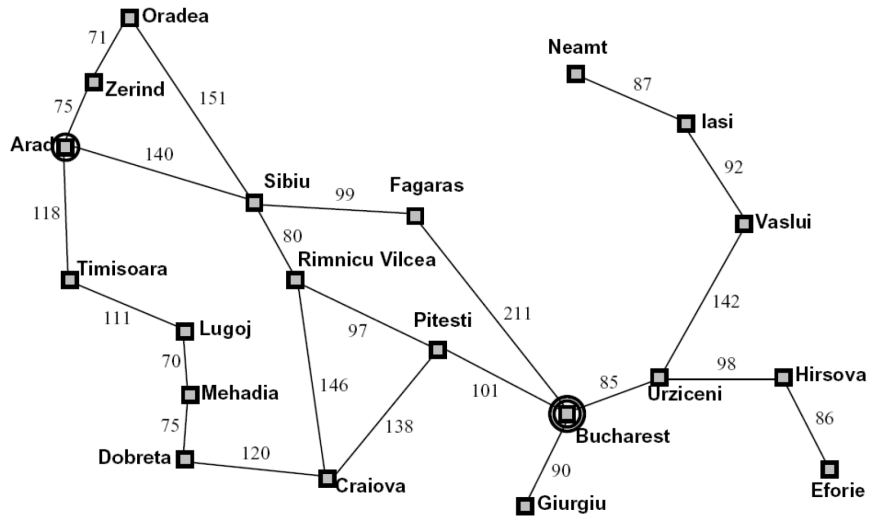 Oradea
71
Neamt
87
Zerind
151
75
Iasi
Arad
140
92
Sibiu
99
Fagaras
118
80
Vaslui
Timisoara
Rimnicu Vilcea
111
Lugoj
97
Pitesti
211
142
70
98
Hirsova
Mehadia
146
101
85
Urziceni
75
138
86
Bucharest
Dobreta
120
90
Craiova
Eforie
Giurgiu